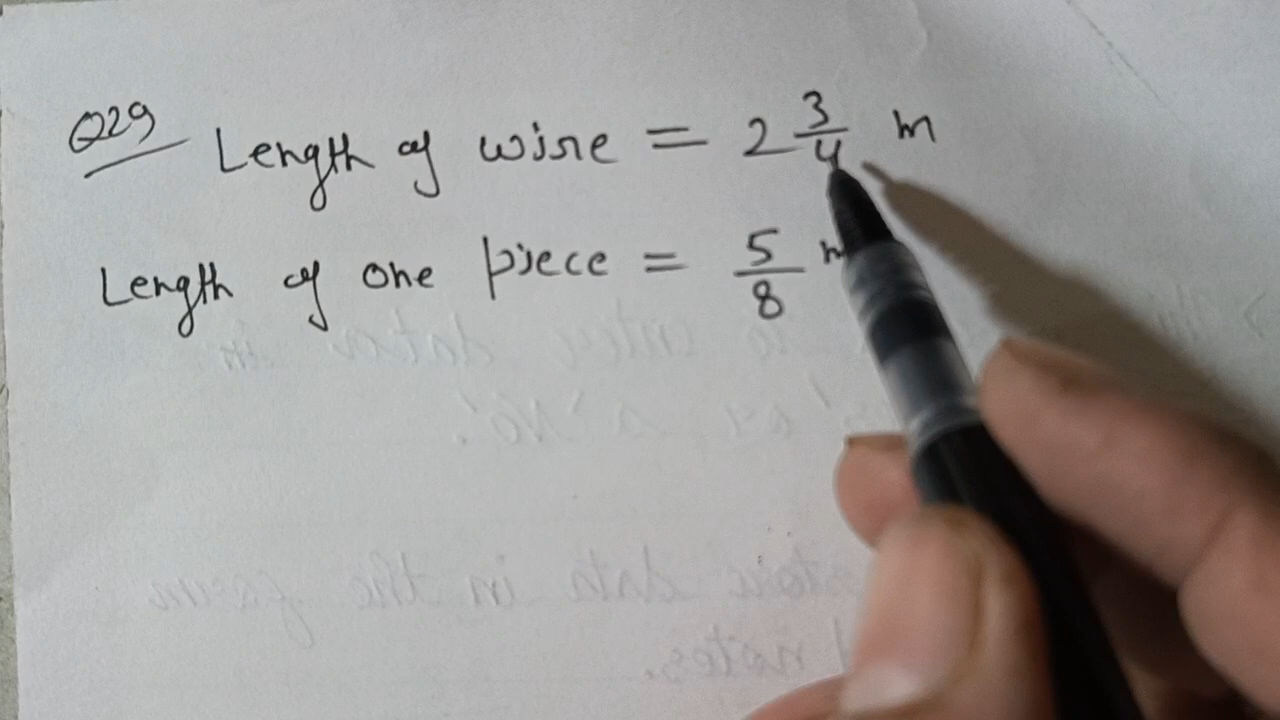 Q29 Length of wire = 2 3/4 m
Length of one piece = 5/8 m